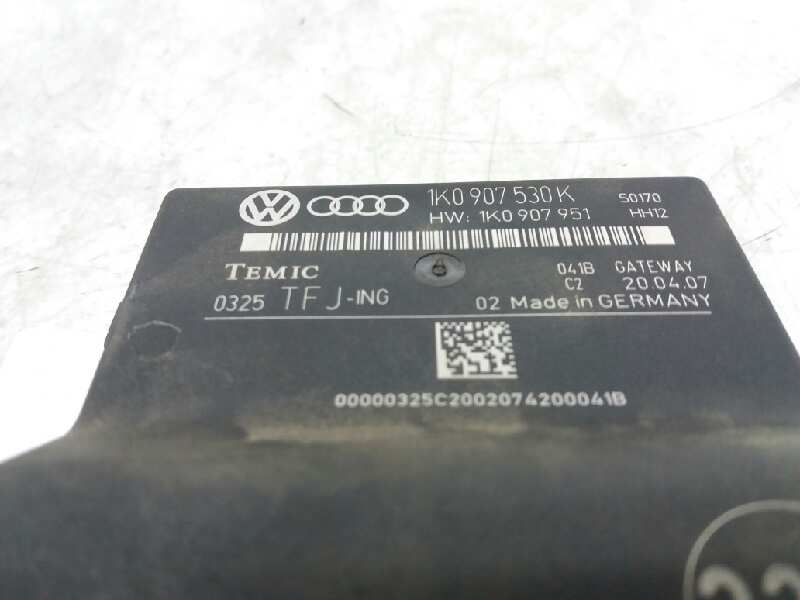 1K0 907 530K S0170
HW: 1K0 907 951 HH12
TEMIC 041B GATEWAY
C2 20.04.07
0325 TFJ-ING 02 Made in GERMANY
00000325C2002074200041B